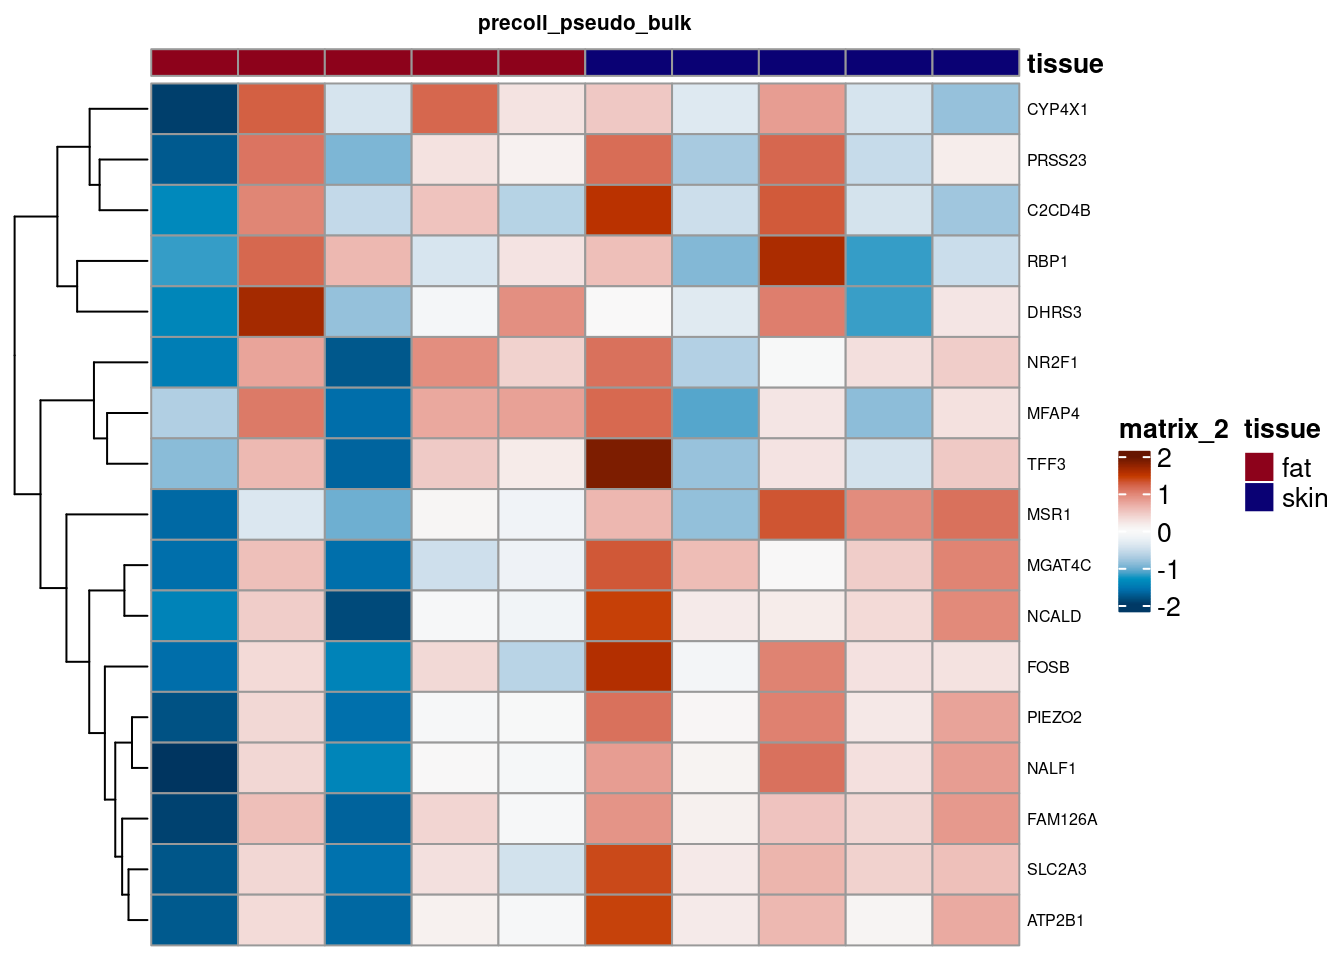 precoll_pseudo_bulk
tissue
CYP4X1
PRSS23
C2CD4B
RBP1
DHRS3
NR2F1
MFAP4
TFF3
MSR1
MGAT4C
NCALD
FOSB
PIEZO2
NALF1
FAM126A
SLC2A3
ATP2B1
matrix_2
2
1
0
-1
-2
tissue
fat
skin